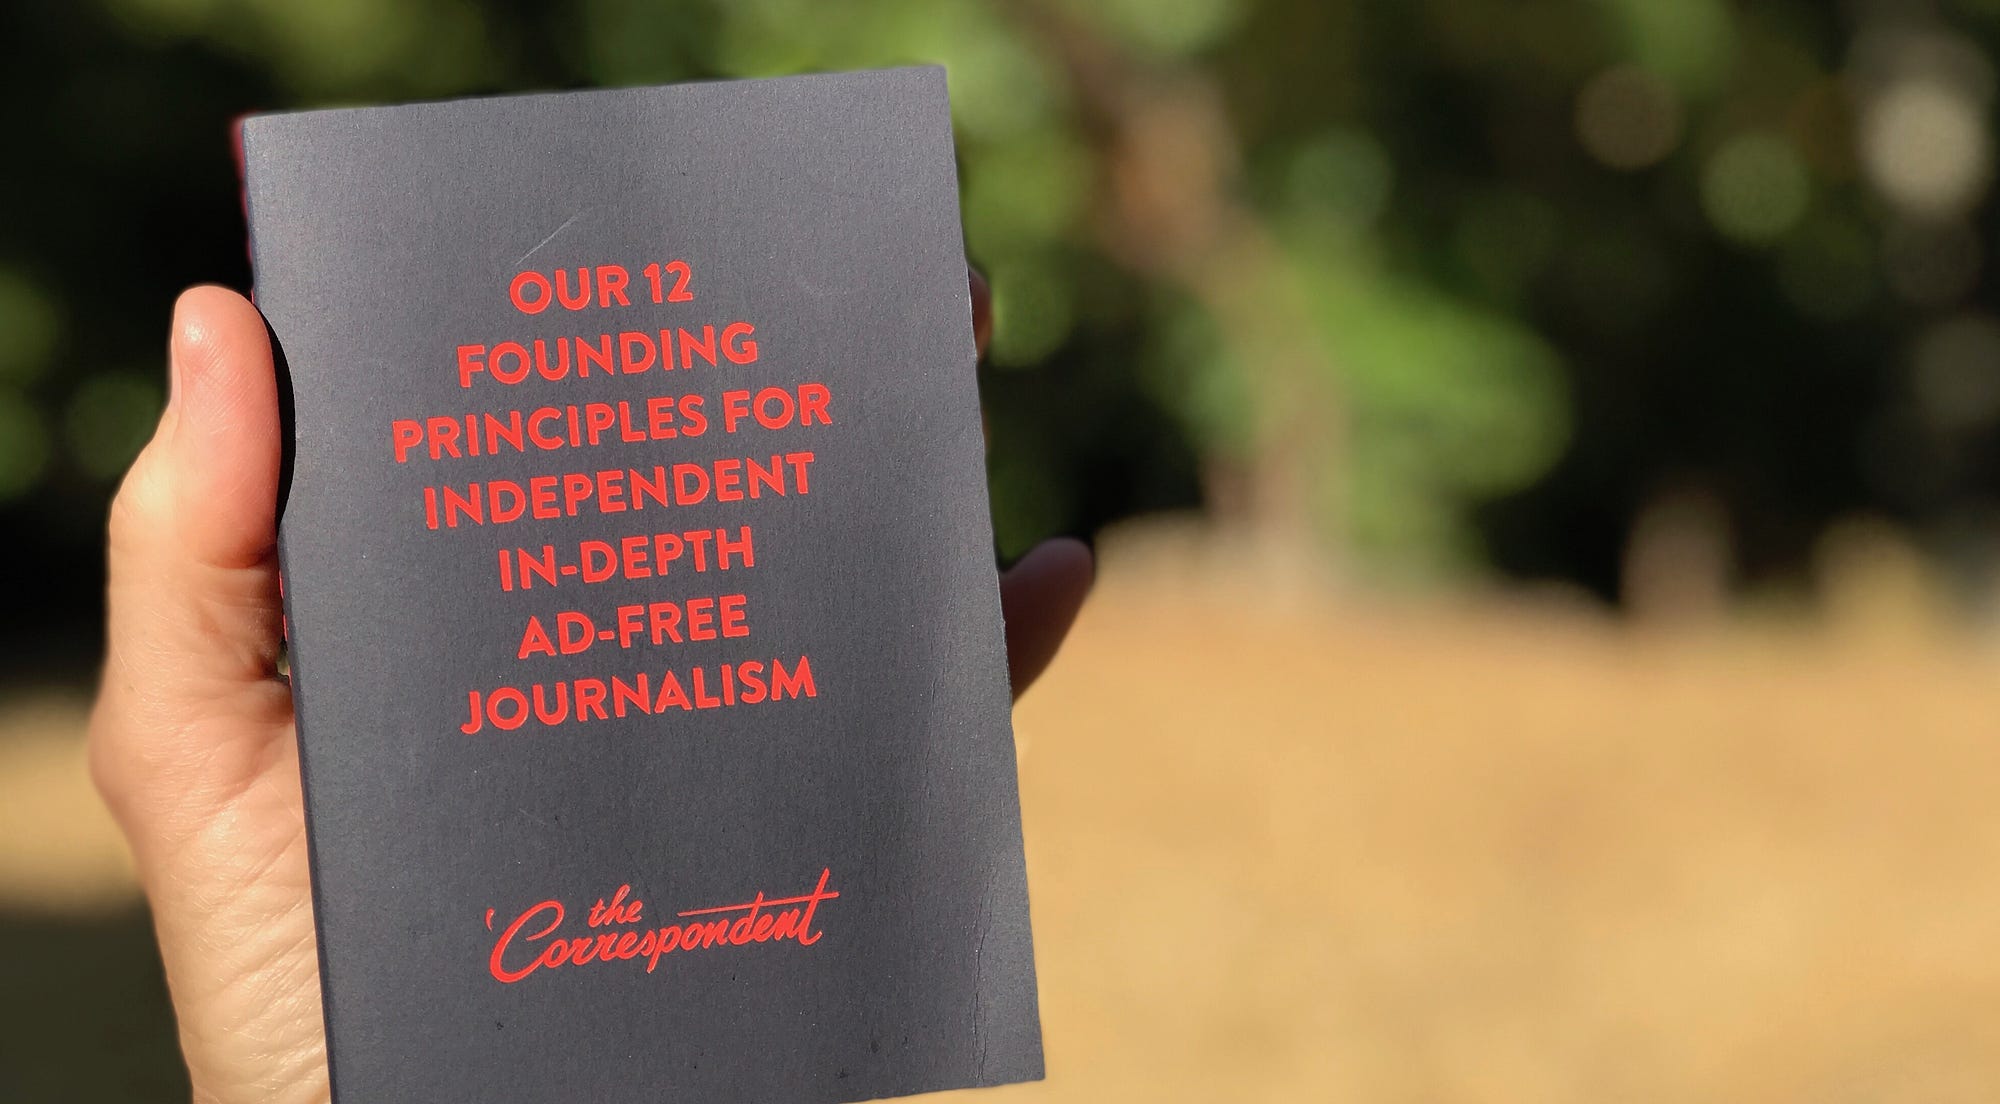 OUR 12
FOUNDING
PRINCIPLES FOR
INDEPENDENT
IN-DEPTH
AD-FREE
JOURNALISM
the
Correspondent